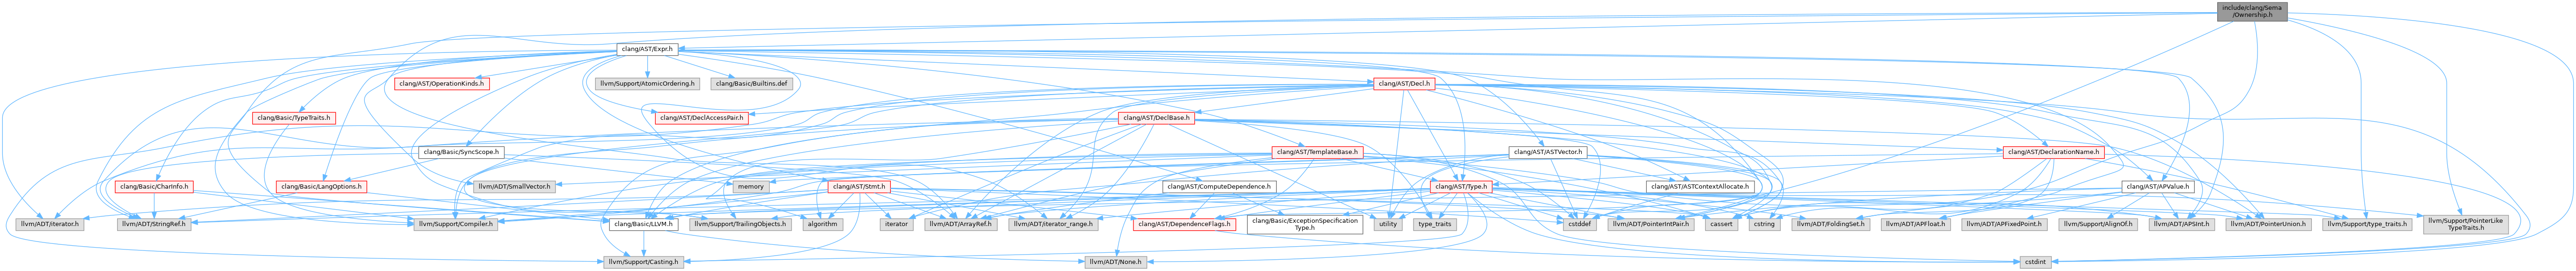 include/clang/Sema
/Ownership.h
clang/AST/Expr.h
clang/AST/OperationKinds.h
llvm/Support/AtomicOrdering.h
clang/Basic/Builtins.def
clang/AST/Decl.h
clang/Basic/TypeTraits.h
clang/AST/DeclAccessPair.h
clang/AST/DeclBase.h
clang/Basic/SyncScope.h
clang/AST/TemplateBase.h
clang/AST/ASTVector.h
clang/AST/DeclarationName.h
clang/Basic/CharInfo.h
clang/Basic/LangOptions.h
llvm/ADT/SmallVector.h
memory
clang/AST/Stmt.h
clang/AST/ComputeDependence.h
clang/AST/Type.h
clang/AST/ASTContextAllocate.h
clang/AST/APValue.h
llvm/ADT/iterator.h
llvm/ADT/StringRef.h
llvm/Support/Compiler.h
clang/Basic/LLVM.h
llvm/Support/TrailingObjects.h
algorithm
iterator
llvm/ADT/ArrayRef.h
llvm/ADT/iterator_range.h
clang/AST/DependenceFlags.h
clang/Basic/ExceptionSpecification
Type.h
utility
type_traits
cstddef
llvm/ADT/PointerIntPair.h
cassert
cstring
llvm/ADT/FoldingSet.h
llvm/ADT/APFloat.h
llvm/ADT/APFixedPoint.h
llvm/Support/AlignOf.h
llvm/ADT/APSInt.h
llvm/ADT/PointerUnion.h
llvm/Support/type_traits.h
llvm/Support/PointerLike
TypeTraits.h
llvm/Support/Casting.h
llvm/ADT/None.h
cstdint